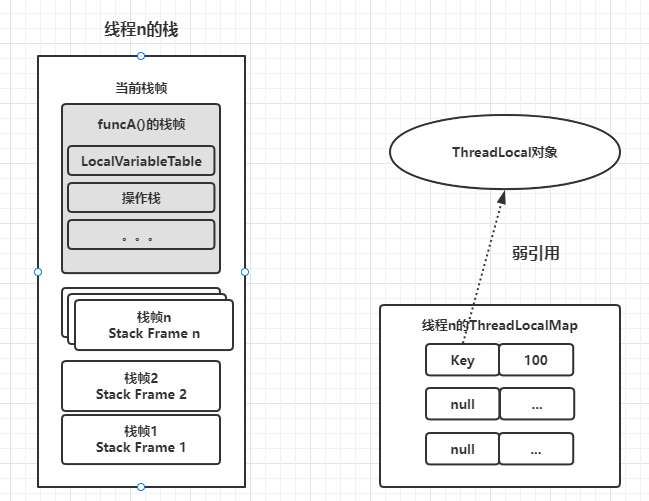 线程n的栈
当前栈帧
funcA()的栈帧
LocalVariableTable
操作栈
。。。
栈帧n
Stack Frame n
栈帧2
Stack Frame 2
栈帧1
Stack Frame 1
ThreadLocal对象
弱引用
线程n的ThreadLocalMap
Key 100
null ...
null ...